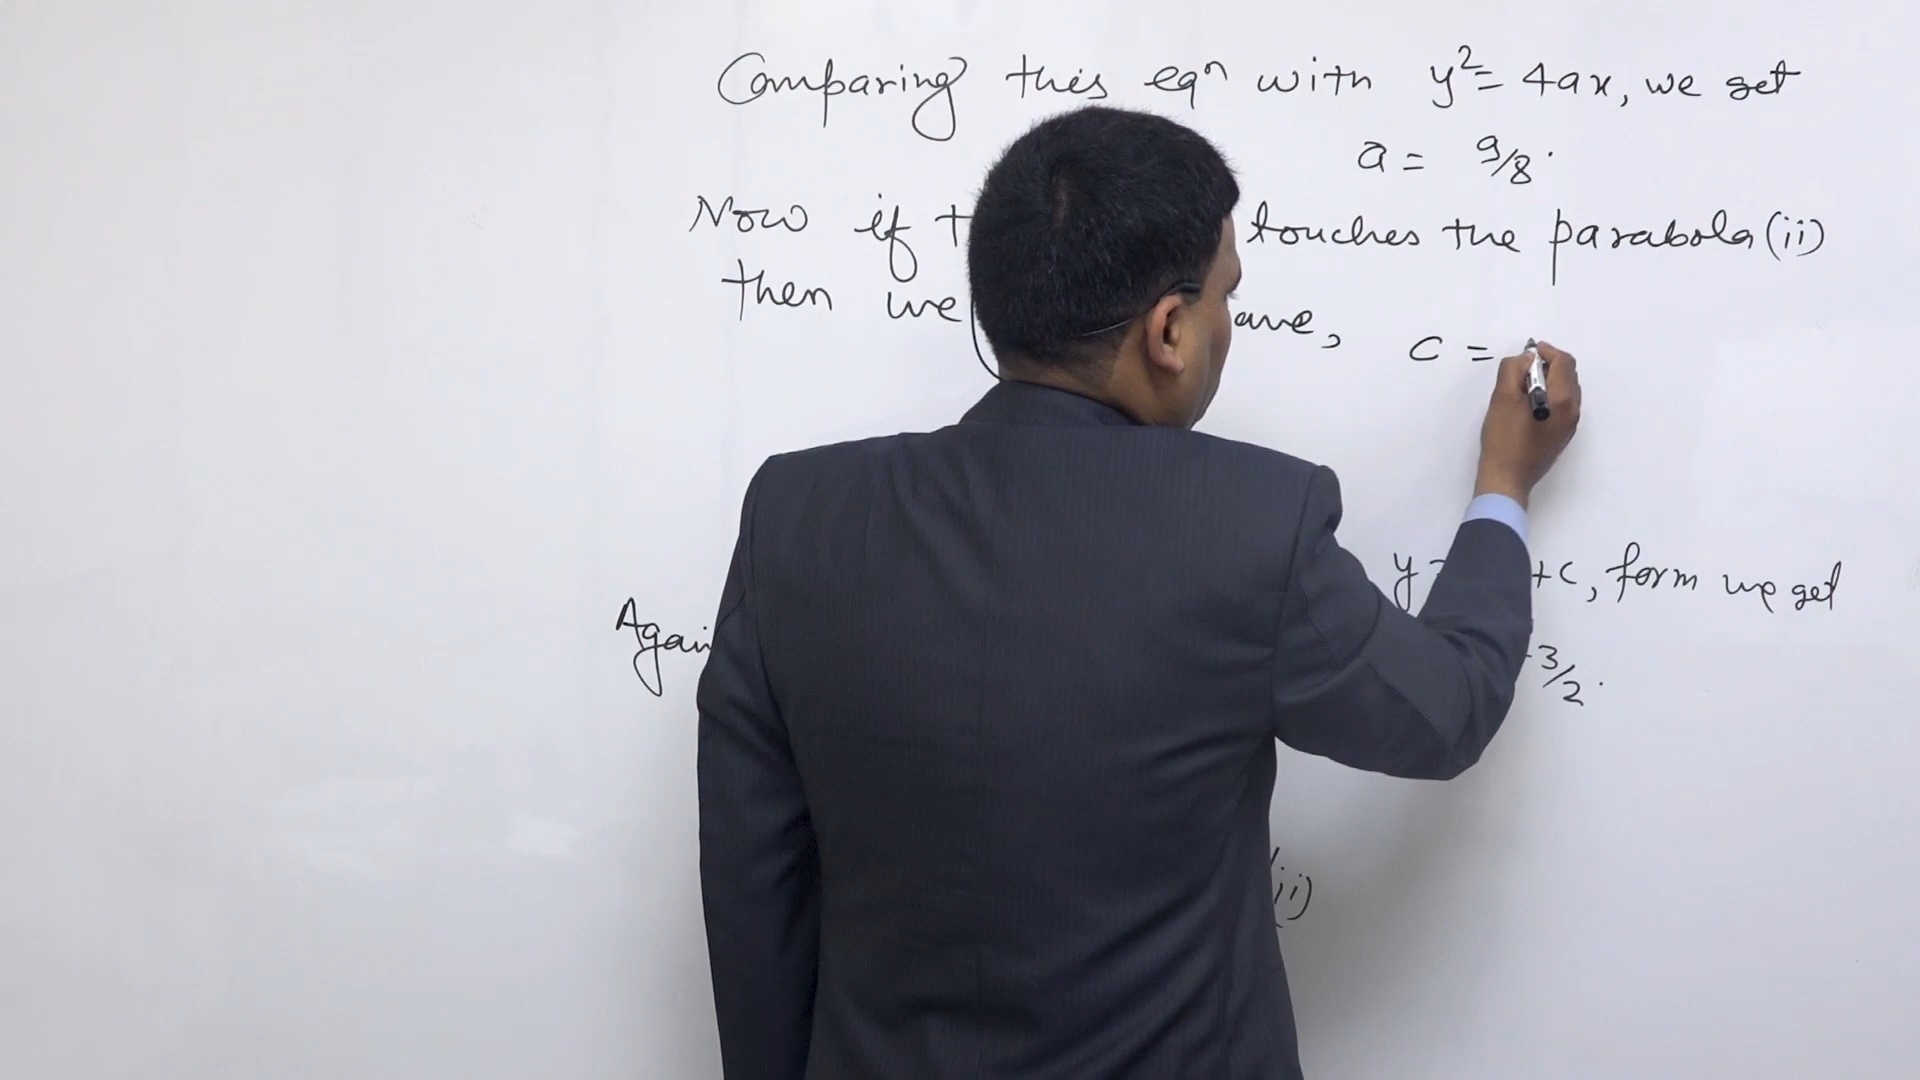 Comparing this eqⁿ with y² = 4ax, we get
a = 9/8.
Now if touches the parabola (ii)
then we c =
y = +c, form we get
Again 3/2.
ii)